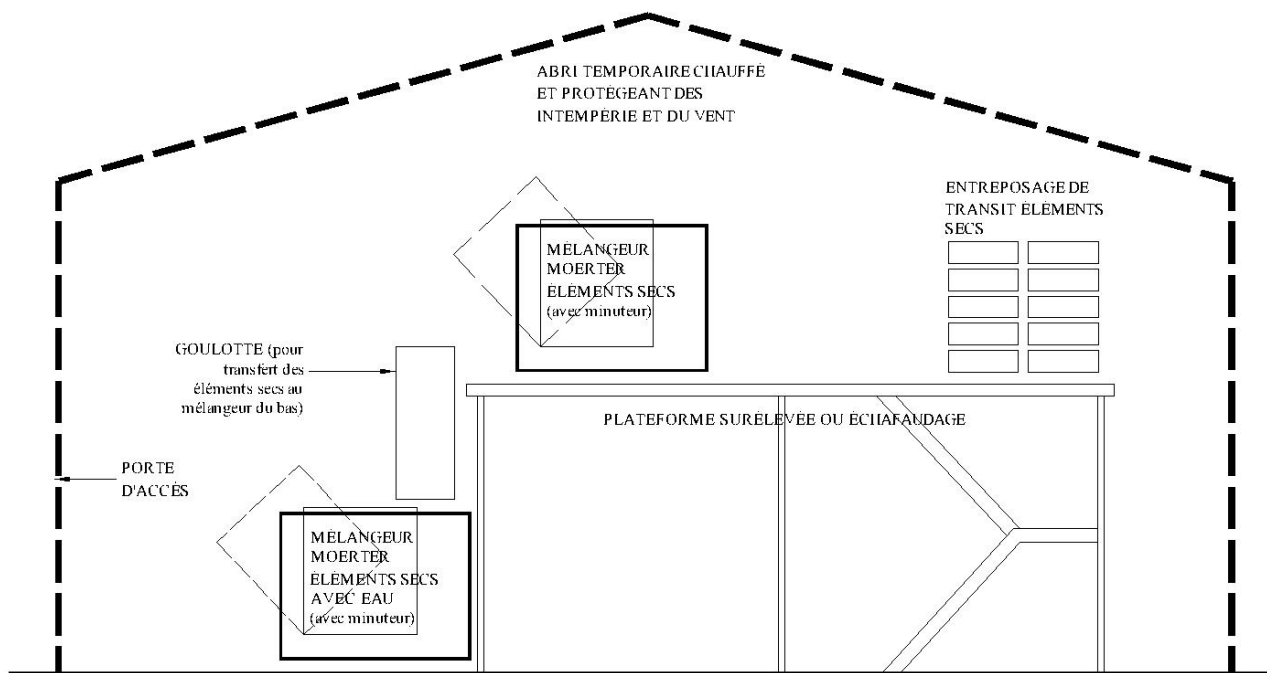 ABRI TEMPORAIRE CHAUFFÉ
ET PROTÉGEANT DES
INTEMPÉRIE ET DU VENT
ENTREPOSAGE DE
TRANSIT ÉLÉMENTS
SECS
MÉLANGEUR
MOERTER
ÉLÉMENTS SECS
(avec minuteur)
GOULOTTE (pour
transfert des
éléments secs au
mélangeur du bas)
PLATEFORME SURÉLEVÉE OU ÉCHAFAUDAGE
PORTE
D'ACCÈS
MÉLANGEUR
MOERTER
ÉLÉMENTS SECS
AVEC EAU
(avec minuteur)